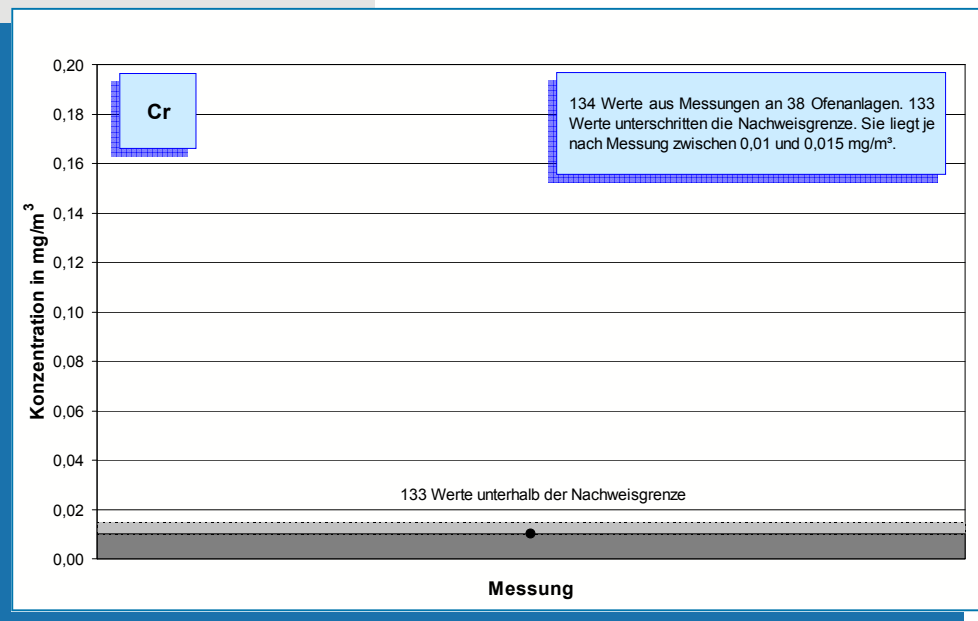 Cr
134 Werte aus Messungen an 38 Ofenanlagen. 133
Werte unterschritten die Nachweisgrenze. Sie liegt je
nach Messung zwischen 0,01 und 0,015 mg/m³.
Konzentration in mg/m³
0,20
0,18
0,16
0,14
0,12
0,10
0,08
0,06
0,04
0,02
0,00
133 Werte unterhalb der Nachweisgrenze
Messung